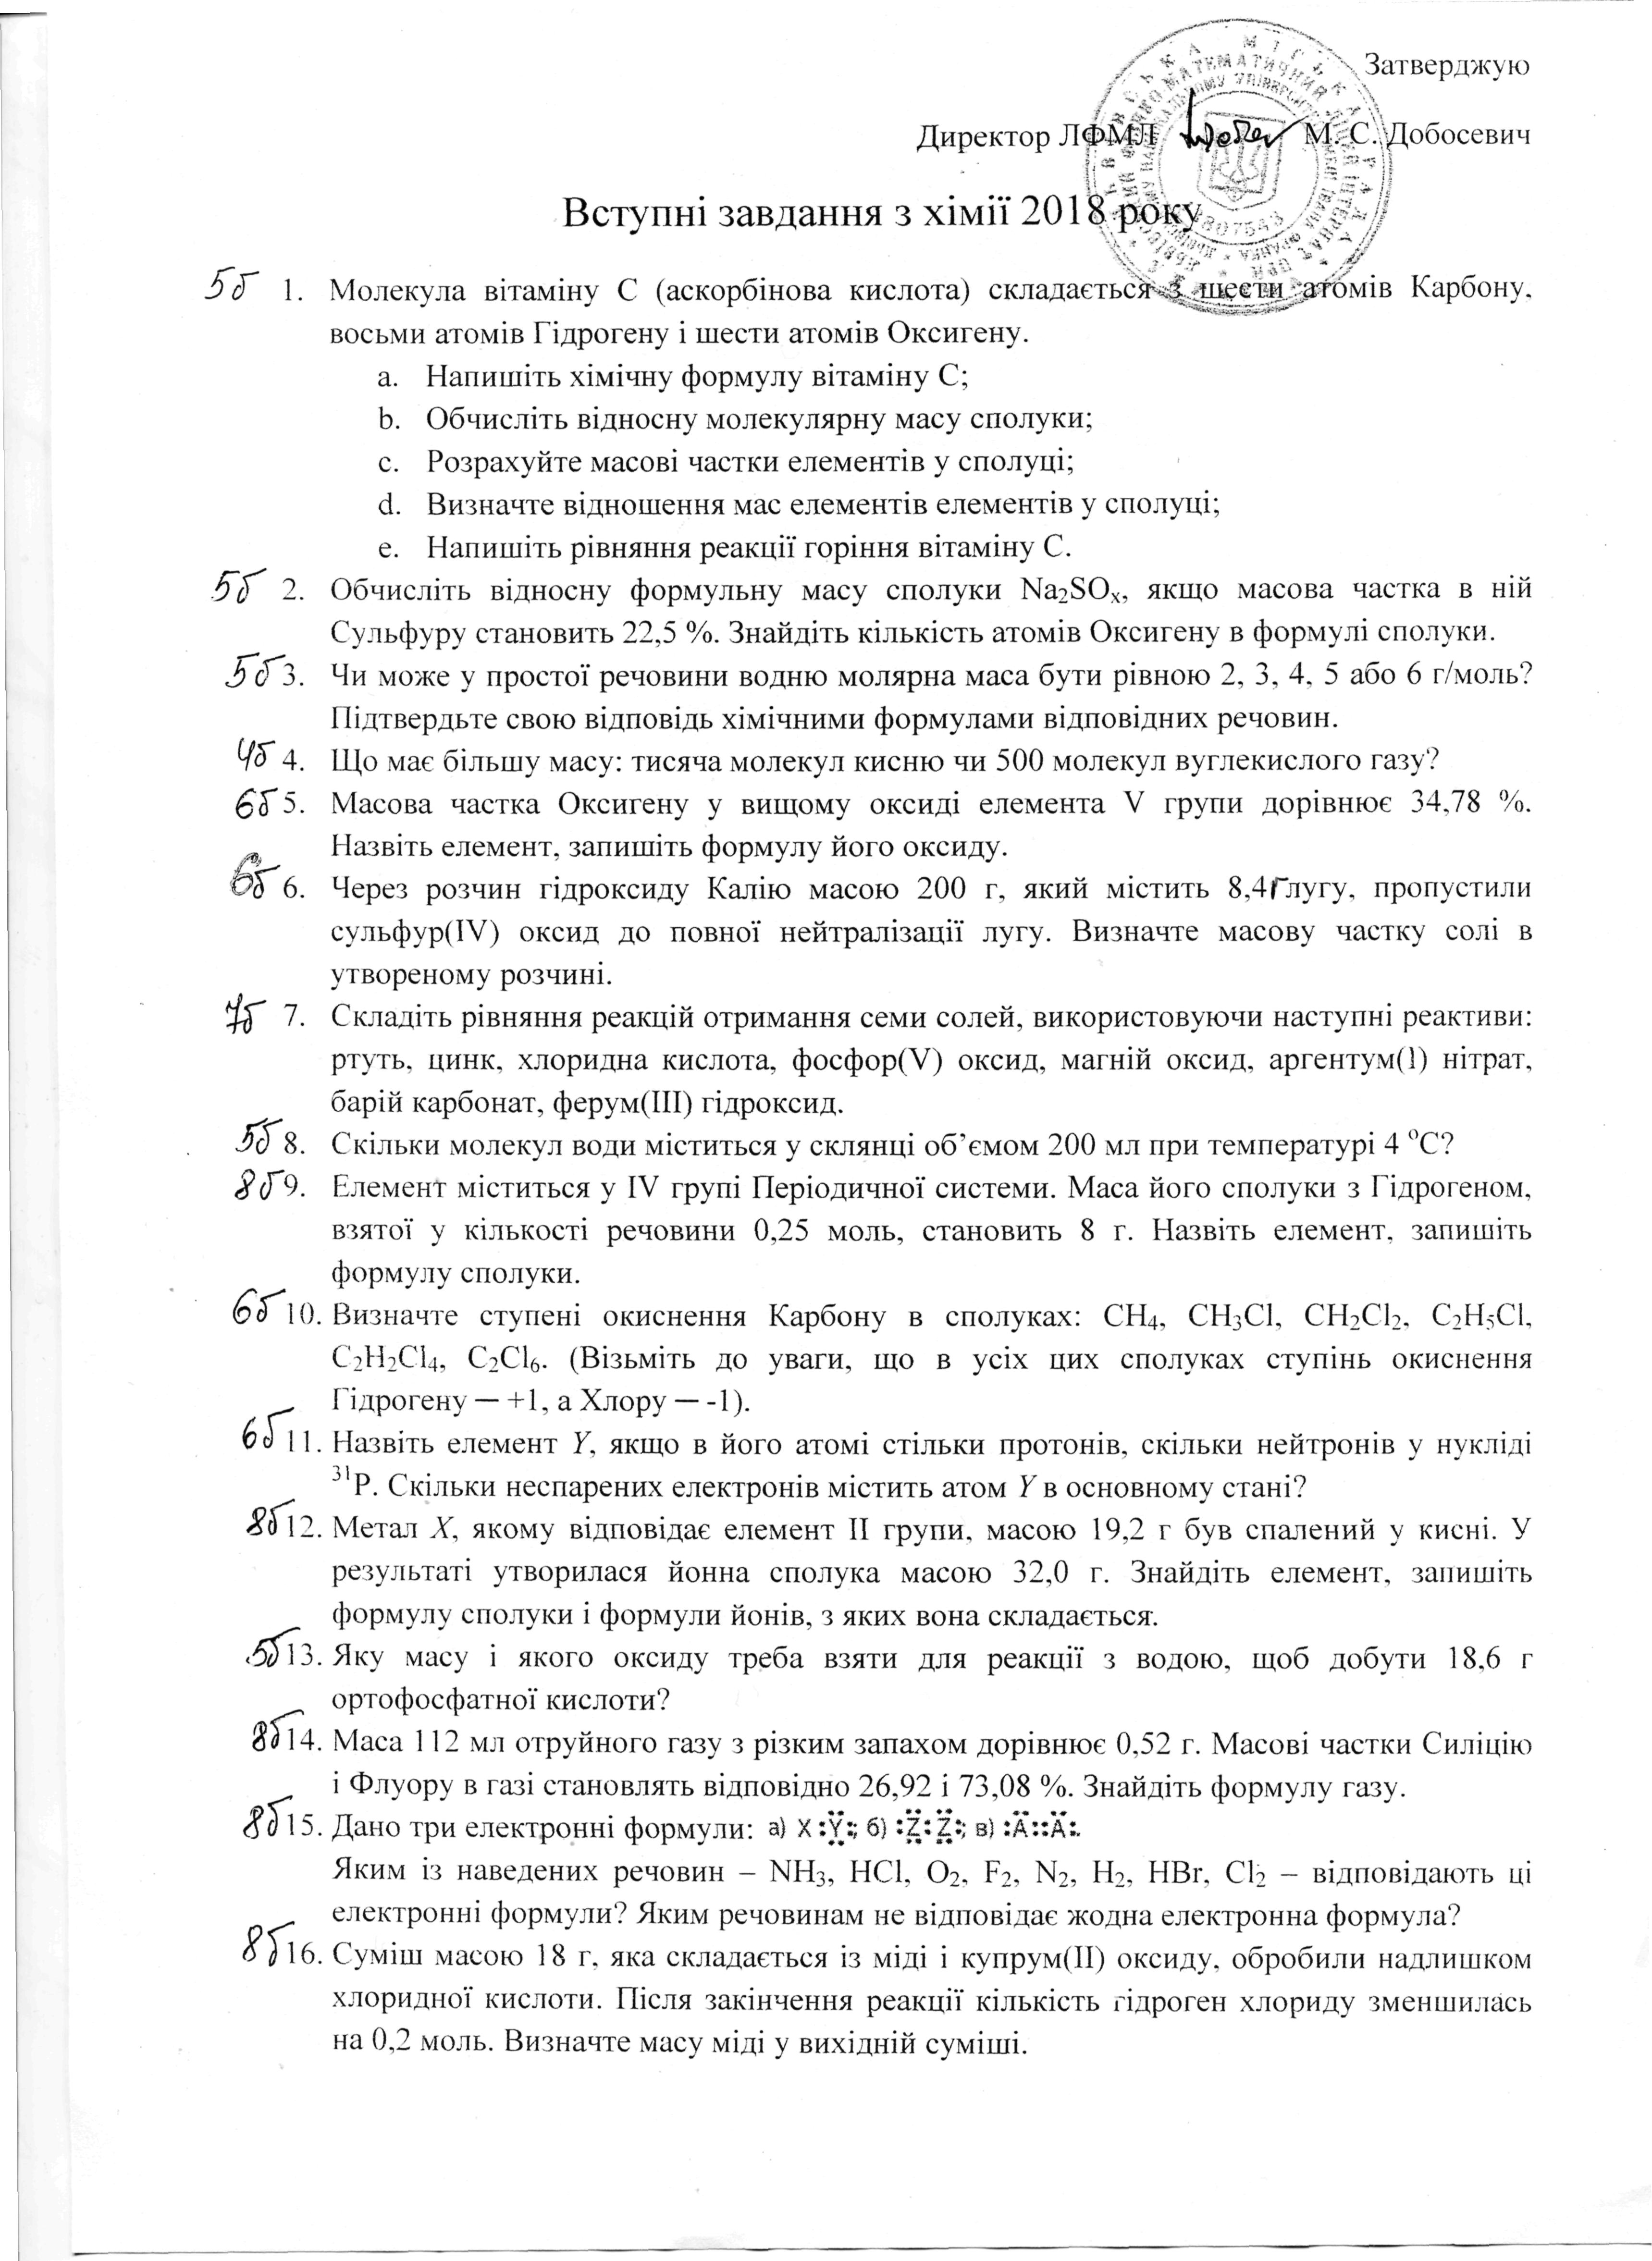 Затверджую
Директор ЛФМЛ М. С. Добосевич
Вступні завдання з хімії 2018 року
5б 1. Молекула вітаміну С (аскорбінова кислота) складається з шести атомів Карбону,
восьми атомів Гідрогену і шести атомів Оксигену.
a. Напишіть хімічну формулу вітаміну С;
b. Обчисліть відносну молекулярну масу сполуки;
c. Розрахуйте масові частки елементів у сполуці;
d. Визначте відношення мас елементів елементів у сполуці;
e. Напишіть рівняння реакції горіння вітаміну С.
5б 2. Обчисліть відносну формульну масу сполуки Na₂SOₓ, якщо масова частка в ній
Сульфуру становить 22,5 %. Знайдіть кількість атомів Оксигену в формулі сполуки.
5б 3. Чи може у простої речовини водню молярна маса бути рівною 2, 3, 4, 5 або 6 г/моль?
Підтвердьте свою відповідь хімічними формулами відповідних речовин.
4б 4. Що має більшу масу: тисяча молекул кисню чи 500 молекул вуглекислого газу?
6б 5. Масова частка Оксигену у вищому оксиді елемента V групи дорівнює 34,78 %.
Назвіть елемент, запишіть формулу його оксиду.
6б 6. Через розчин гідроксиду Калію масою 200 г, який містить 8,4г лугу, пропустили
сульфур(IV) оксид до повної нейтралізації лугу. Визначте масову частку солі в
утвореному розчині.
7б 7. Складіть рівняння реакцій отримання семи солей, використовуючи наступні реактиви:
ртуть, цинк, хлоридна кислота, фосфор(V) оксид, магній оксид, аргентум(І) нітрат,
барій карбонат, ферум(ІІІ) гідроксид.
5б 8. Скільки молекул води міститься у склянці об’ємом 200 мл при температурі 4 ⁰С?
8б 9. Елемент міститься у IV групі Періодичної системи. Маса його сполуки з Гідрогеном,
взятої у кількості речовини 0,25 моль, становить 8 г. Назвіть елемент, запишіть
формулу сполуки.
6б 10. Визначте ступені окиснення Карбону в сполуках: CH₄, CH₃Cl, CH₂Cl₂, C₂H₅Cl,
C₂H₂Cl₄, C₂Cl₆. (Візьміть до уваги, що в усіх цих сполуках ступінь окиснення
Гідрогену — +1, а Хлору — -1).
6б 11. Назвіть елемент Y, якщо в його атомі стільки протонів, скільки нейтронів у нукліді
³¹P. Скільки неспарених електронів містить атом Y в основному стані?
8б 12. Метал X, якому відповідає елемент II групи, масою 19,2 г був спалений у кисні. У
результаті утворилася йонна сполука масою 32,0 г. Знайдіть елемент, запишіть
формулу сполуки і формули йонів, з яких вона складається.
5б 13. Яку масу і якого оксиду треба взяти для реакції з водою, щоб добути 18,6 г
ортофосфатної кислоти?
8б 14. Маса 112 мл отруйного газу з різким запахом дорівнює 0,52 г. Масові частки Силіцію
і Флуору в газі становлять відповідно 26,92 і 73,08 %. Знайдіть формулу газу.
8б 15. Дано три електронні формули: а) X:Y:; б) :Z:Z:; в) :A::A:.
Яким із наведених речовин – NH₃, HCl, O₂, F₂, N₂, H₂, HBr, Cl₂ – відповідають ці
електронні формули? Яким речовинам не відповідає жодна електронна формула?
8б 16. Суміш масою 18 г, яка складається із міді і купрум(ІІ) оксиду, обробили надлишком
хлоридної кислоти. Після закінчення реакції кількість гідроген хлориду зменшилась
на 0,2 моль. Визначте масу міді у вихідній суміші.